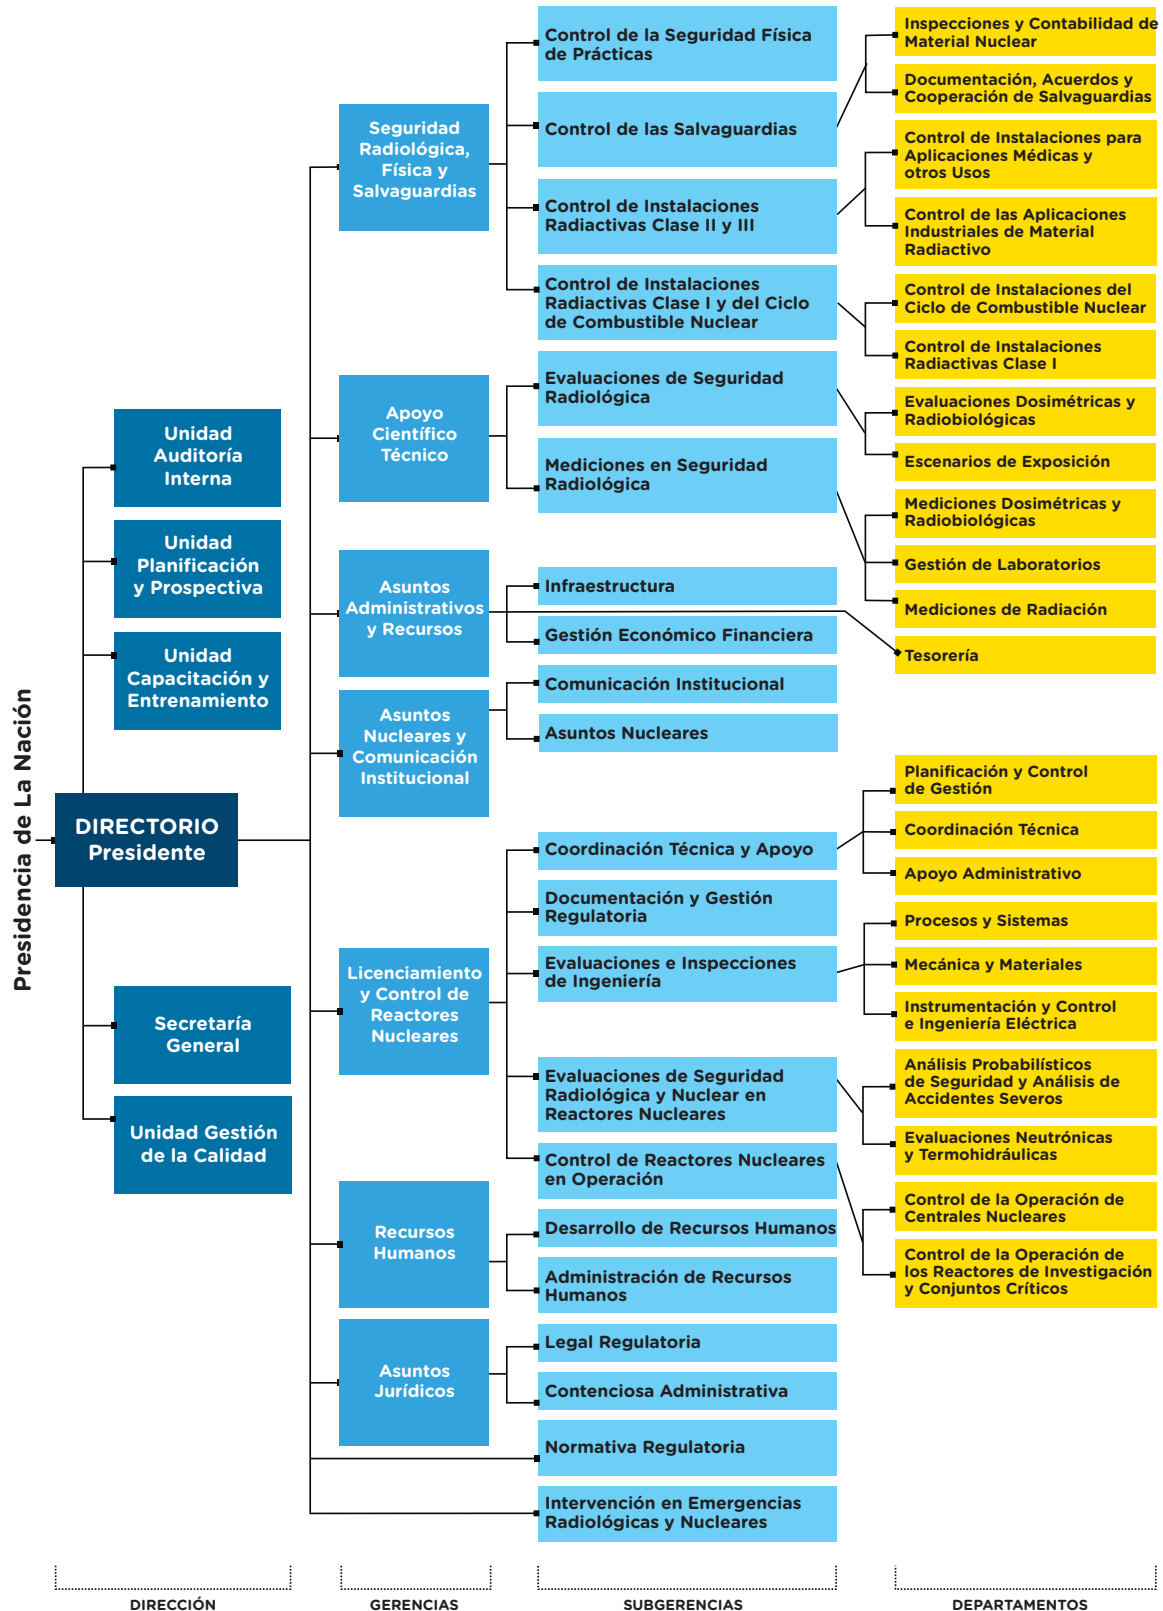 Presidencia de La Nación
DIRECTORIO
Presidente
Unidad
Auditoría
Interna
Unidad
Planificación
y Prospectiva
Unidad
Capacitación y
Entrenamiento
Secretaría
General
Unidad Gestión
de la Calidad
Seguridad
Radiológica,
Física y
Salvaguardias
Apoyo
Científico
Técnico
Asuntos
Administrativos
y Recursos
Asuntos
Nucleares y
Comunicación
Institucional
Licenciamiento
y Control de
Reactores
Nucleares
Recursos
Humanos
Asuntos
Jurídicos
Control de la Seguridad Física
de Prácticas
Control de las Salvaguardias
Control de Instalaciones
Radiactivas Clase II y III
Control de Instalaciones
Radiactivas Clase I y del Ciclo
de Combustible Nuclear
Evaluaciones de Seguridad
Radiológica
Mediciones en Seguridad
Radiológica
Infraestructura
Gestión Económico Financiera
Comunicación Institucional
Asuntos Nucleares
Coordinación Técnica y Apoyo
Documentación y Gestión
Regulatoria
Evaluaciones e Inspecciones
de Ingeniería
Evaluaciones de Seguridad
Radiológica y Nuclear en
Reactores Nucleares
Control de Reactores Nucleares
en Operación
Desarrollo de Recursos Humanos
Administración de Recursos
Humanos
Legal Regulatoria
Contenciosa Administrativa
Normativa Regulatoria
Intervención en Emergencias
Radiológicas y Nucleares
Inspecciones y Contabilidad de
Material Nuclear
Documentación, Acuerdos y
Cooperación de Salvaguardias
Control de Instalaciones para
Aplicaciones Médicas y
otros Usos
Control de las Aplicaciones
Industriales de Material
Radiactivo
Control de Instalaciones del
Ciclo de Combustible Nuclear
Control de Instalaciones
Radiactivas Clase I
Evaluaciones Dosimétricas y
Radiobiológicas
Escenarios de Exposición
Mediciones Dosimétricas y
Radiobiológicas
Gestión de Laboratorios
Mediciones de Radiación
Tesorería
Planificación y Control
de Gestión
Coordinación Técnica
Apoyo Administrativo
Procesos y Sistemas
Mecánica y Materiales
Instrumentación y Control
e Ingeniería Eléctrica
Análisis Probabilísticos
de Seguridad y Análisis de
Accidentes Severos
Evaluaciones Neutrónicas
y Termohidráulicas
Control de la Operación de
Centrales Nucleares
Control de la Operación de
los Reactores de Investigación
y Conjuntos Críticos
DIRECCIÓN
GERENCIAS
SUBGERENCIAS
DEPARTAMENTOS